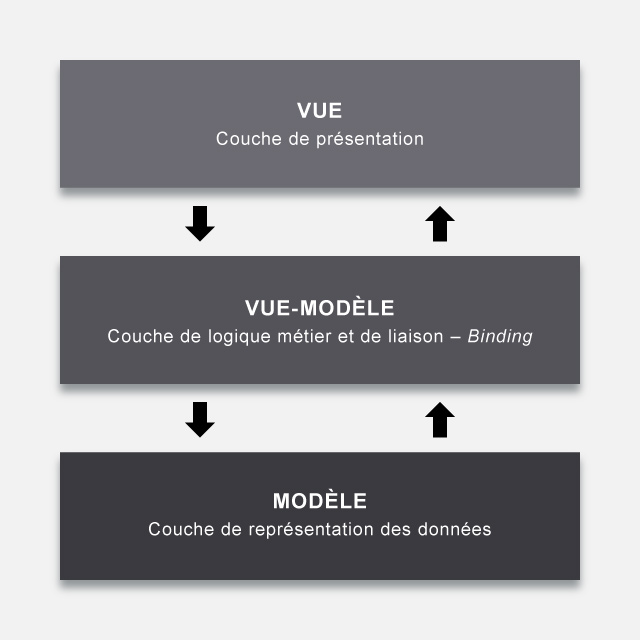 VUE
Couche de présentation
VUE-MODÈLE
Couche de logique métier et de liaison – Binding
MODÈLE
Couche de représentation des données